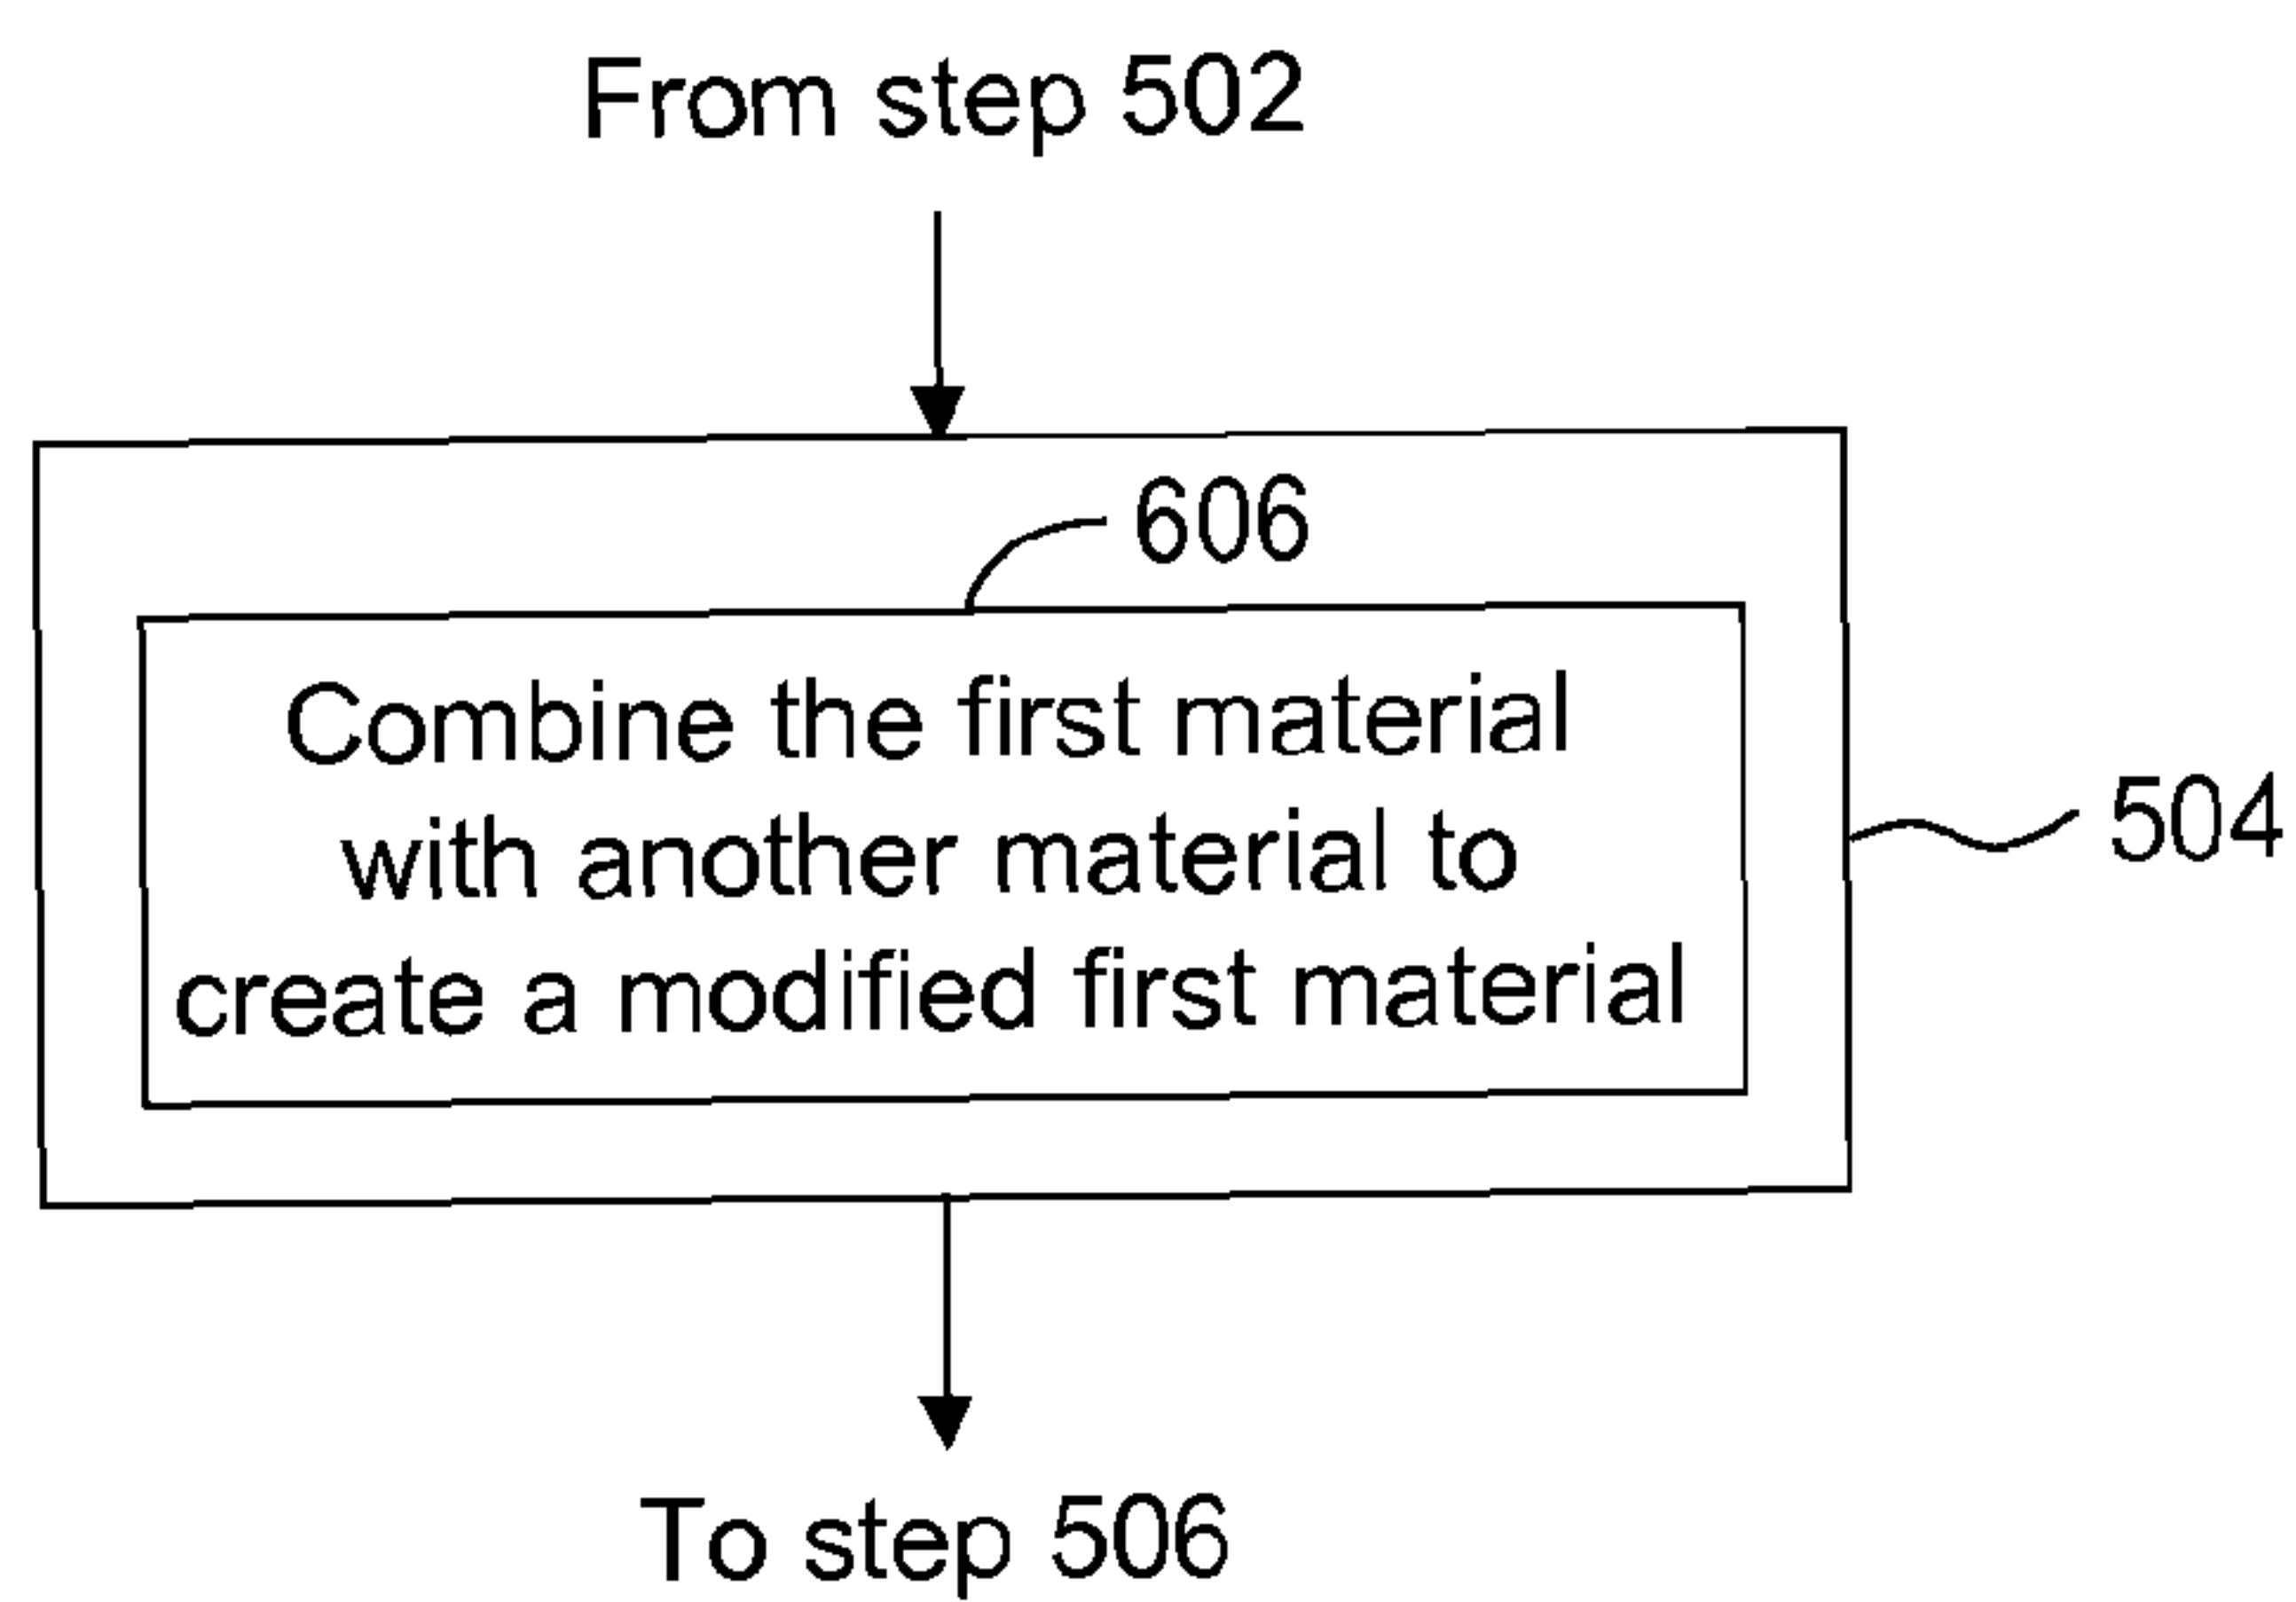 From step 502
606
Combine the first material
with another material to
create a modified first material
504
To step 506